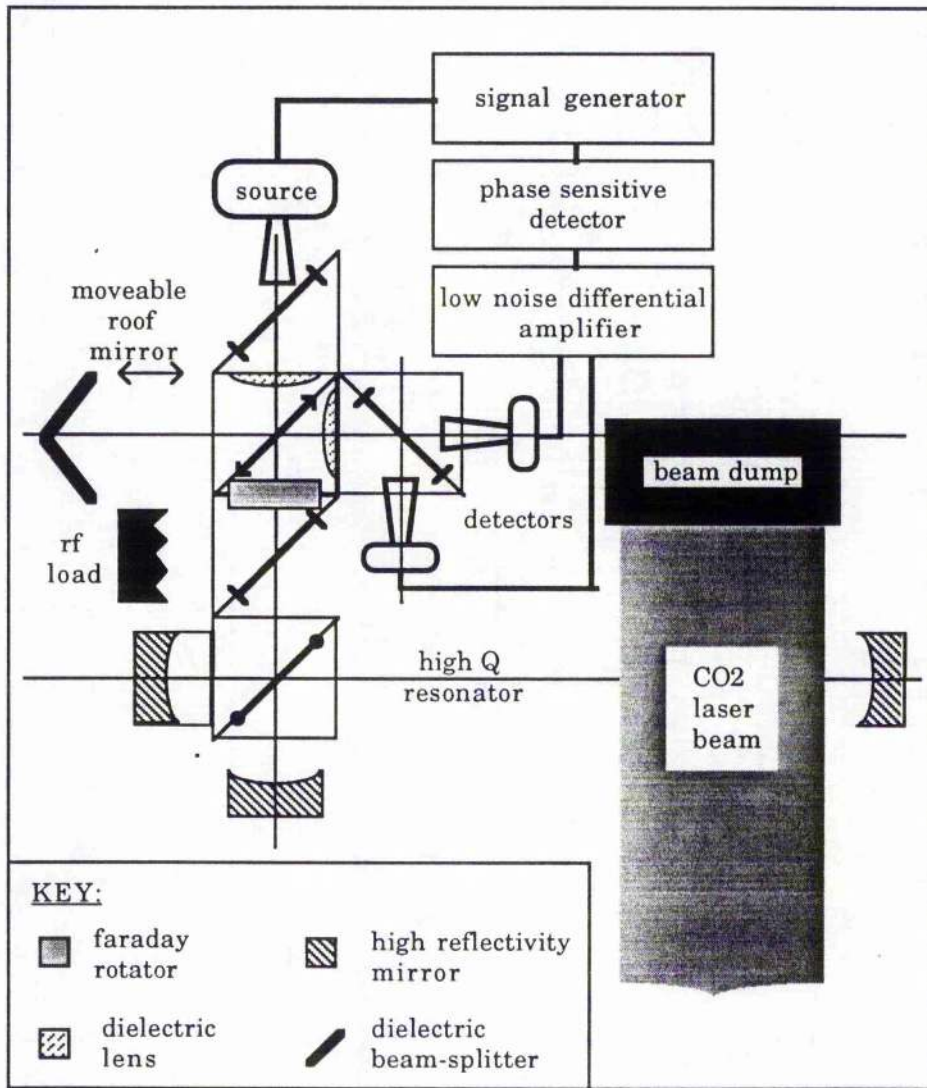 signal generator
source
phase sensitive
detector
low noise differential
amplifier
moveable
roof
mirror
beam dump
detectors
rf
load
high Q
resonator
CO2
laser
beam
KEY:
faraday
rotator
high reflectivity
mirror
dielectric
lens
dielectric
beam-splitter